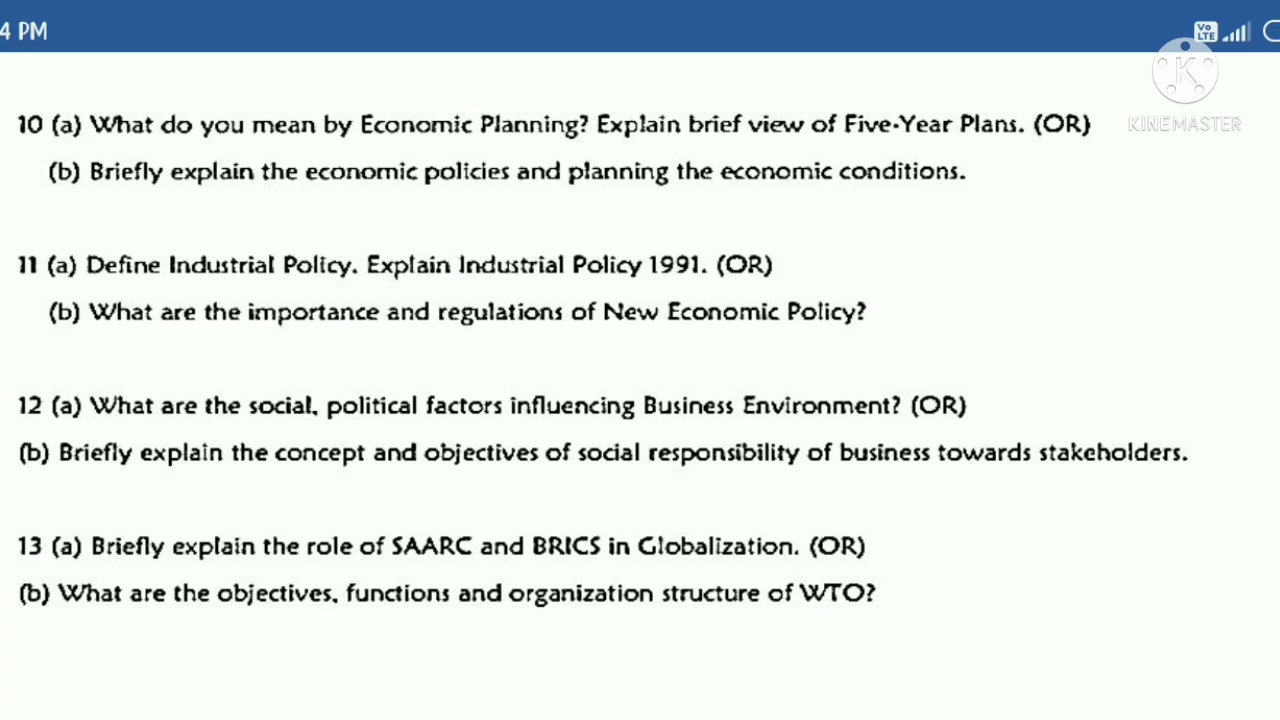 4 PM
Vo
LTE
K
KINEMASTER
10 (a) What do you mean by Economic Planning? Explain brief view of Five-Year Plans. (OR)
(b) Briefly explain the economic policies and planning the economic conditions.
11 (a) Define Industrial Policy. Explain Industrial Policy 1991. (OR)
(b) What are the importance and regulations of New Economic Policy?
12 (a) What are the social, political factors influencing Business Environment? (OR)
(b) Briefly explain the concept and objectives of social responsibility of business towards stakeholders.
13 (a) Briefly explain the role of SAARC and BRICS in Globalization. (OR)
(b) What are the objectives, functions and organization structure of WTO?